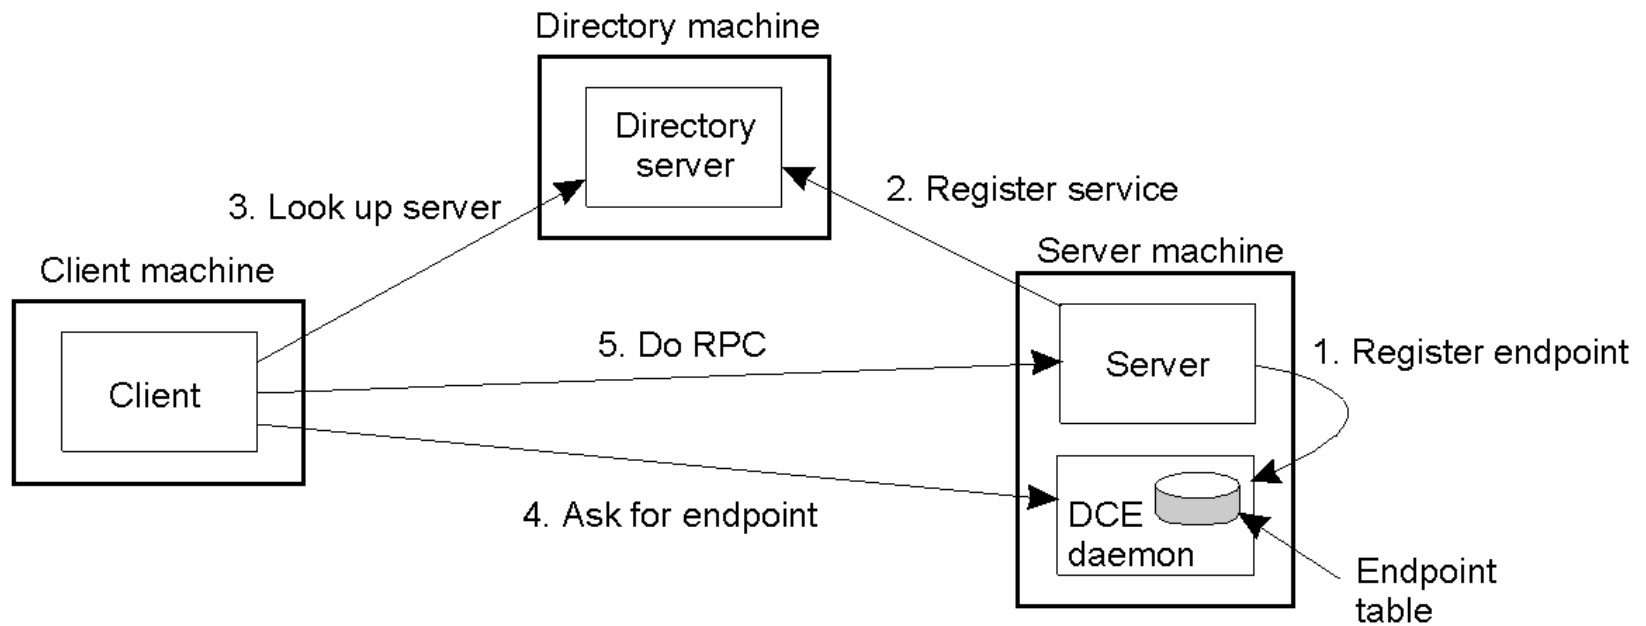 Directory machine
Directory
server
3. Look up server
2. Register service
Client machine
Server machine
5. Do RPC
1. Register endpoint
Client
Server
4. Ask for endpoint
DCE
daemon
Endpoint
table